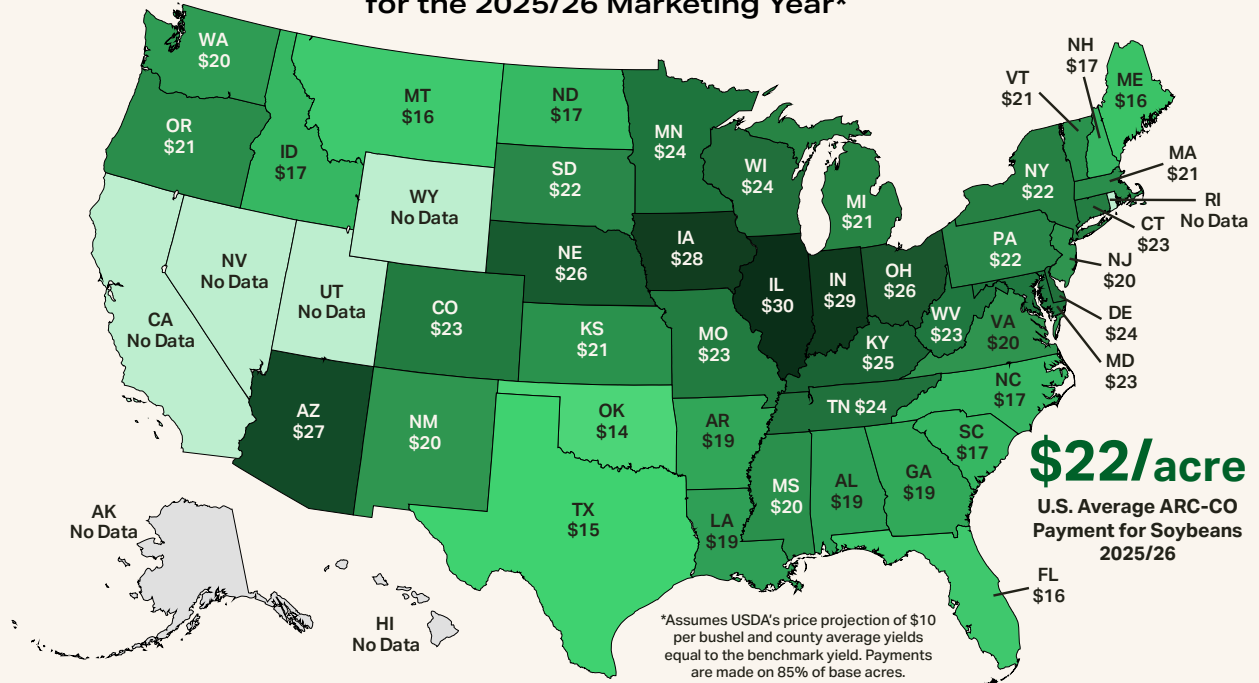 for the 2025/26 Marketing Year*
WA
$20
OR
$21
ID
$17
MT
$16
ND
$17
SD
$22
WY
No Data
NV
No Data
UT
No Data
CA
No Data
NE
$26
CO
$23
KS
$21
AZ
$27
NM
$20
OK
$14
TX
$15
MN
$24
WI
$24
MI
$21
IA
$28
IL
$30
IN
$29
OH
$26
MO
$23
KY
$25
WV
$23
VA
$20
TN $24
NC
$17
SC
$17
AR
$19
LA
$19
MS
$20
AL
$19
GA
$19
FL
$16
PA
$22
NY
$22
VT
$21
NH
$17
ME
$16
MA
$21
RI
No Data
CT
$23
NJ
$20
DE
$24
MD
$23
AK
No Data
HI
No Data
$22/acre
U.S. Average ARC-CO
Payment for Soybeans
2025/26
*Assumes USDA's price projection of $10
per bushel and county average yields
equal to the benchmark yield. Payments
are made on 85% of base acres.